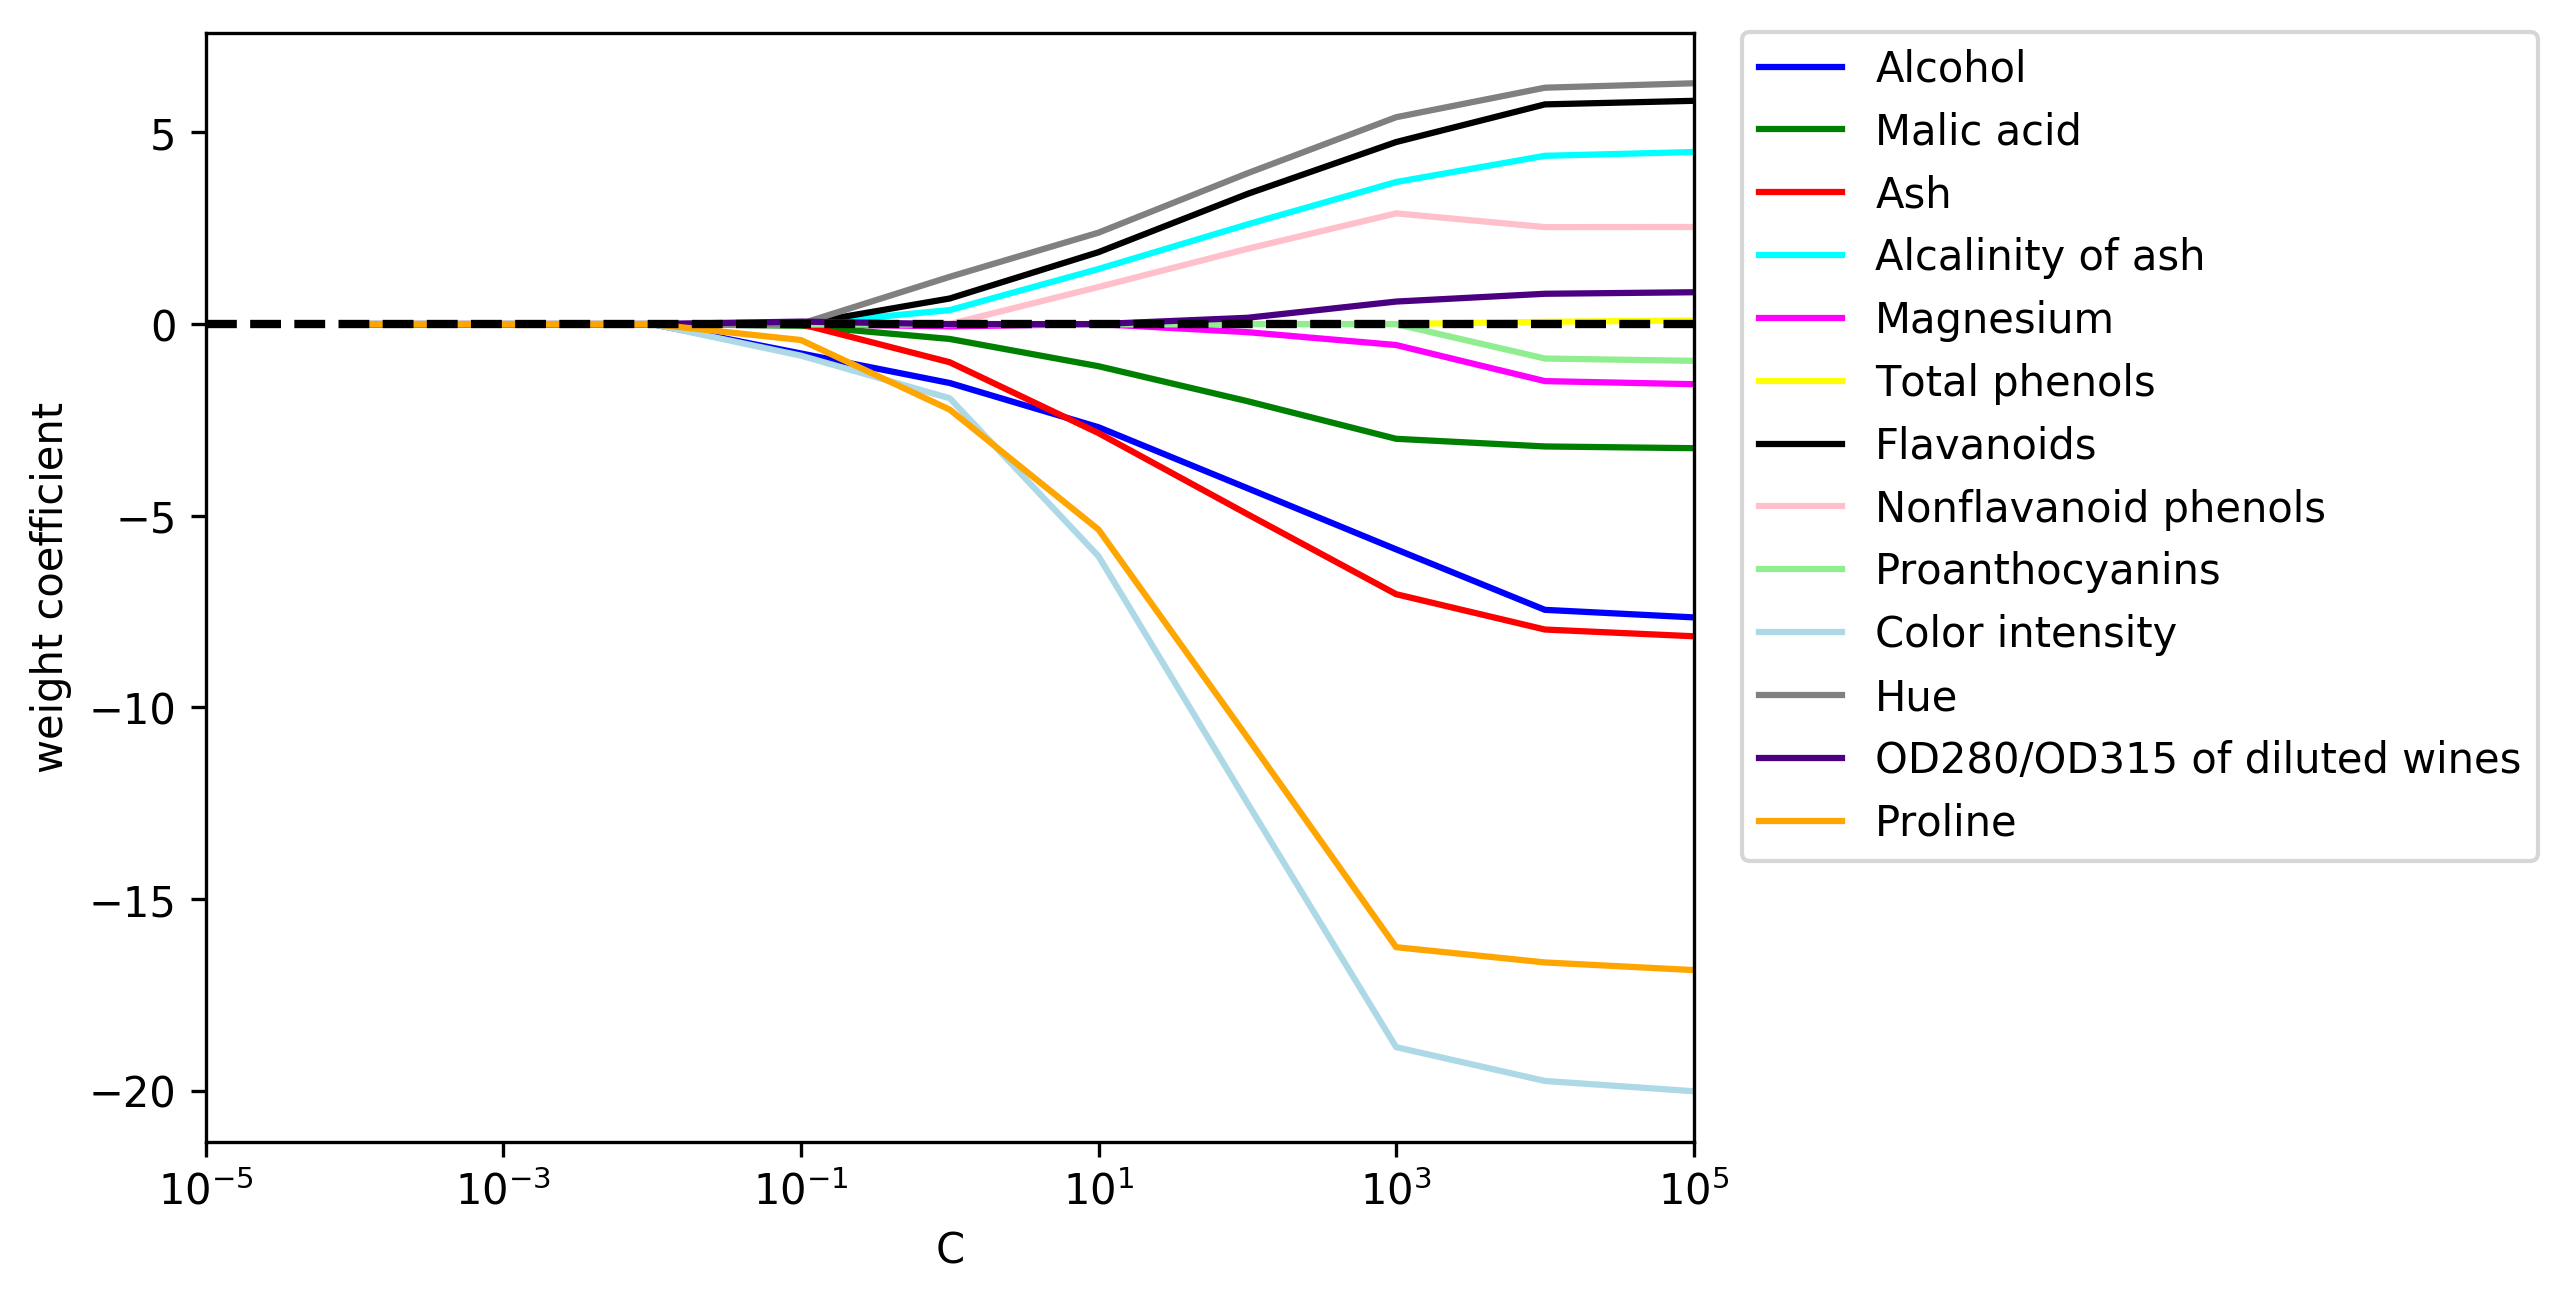 weight coefficient
5
0
−5
−10
−15
−20
10⁻⁵
10⁻³
10⁻¹
10¹
10³
10⁵
C
Alcohol
Malic acid
Ash
Alcalinity of ash
Magnesium
Total phenols
Flavanoids
Nonflavanoid phenols
Proanthocyanins
Color intensity
Hue
OD280/OD315 of diluted wines
Proline